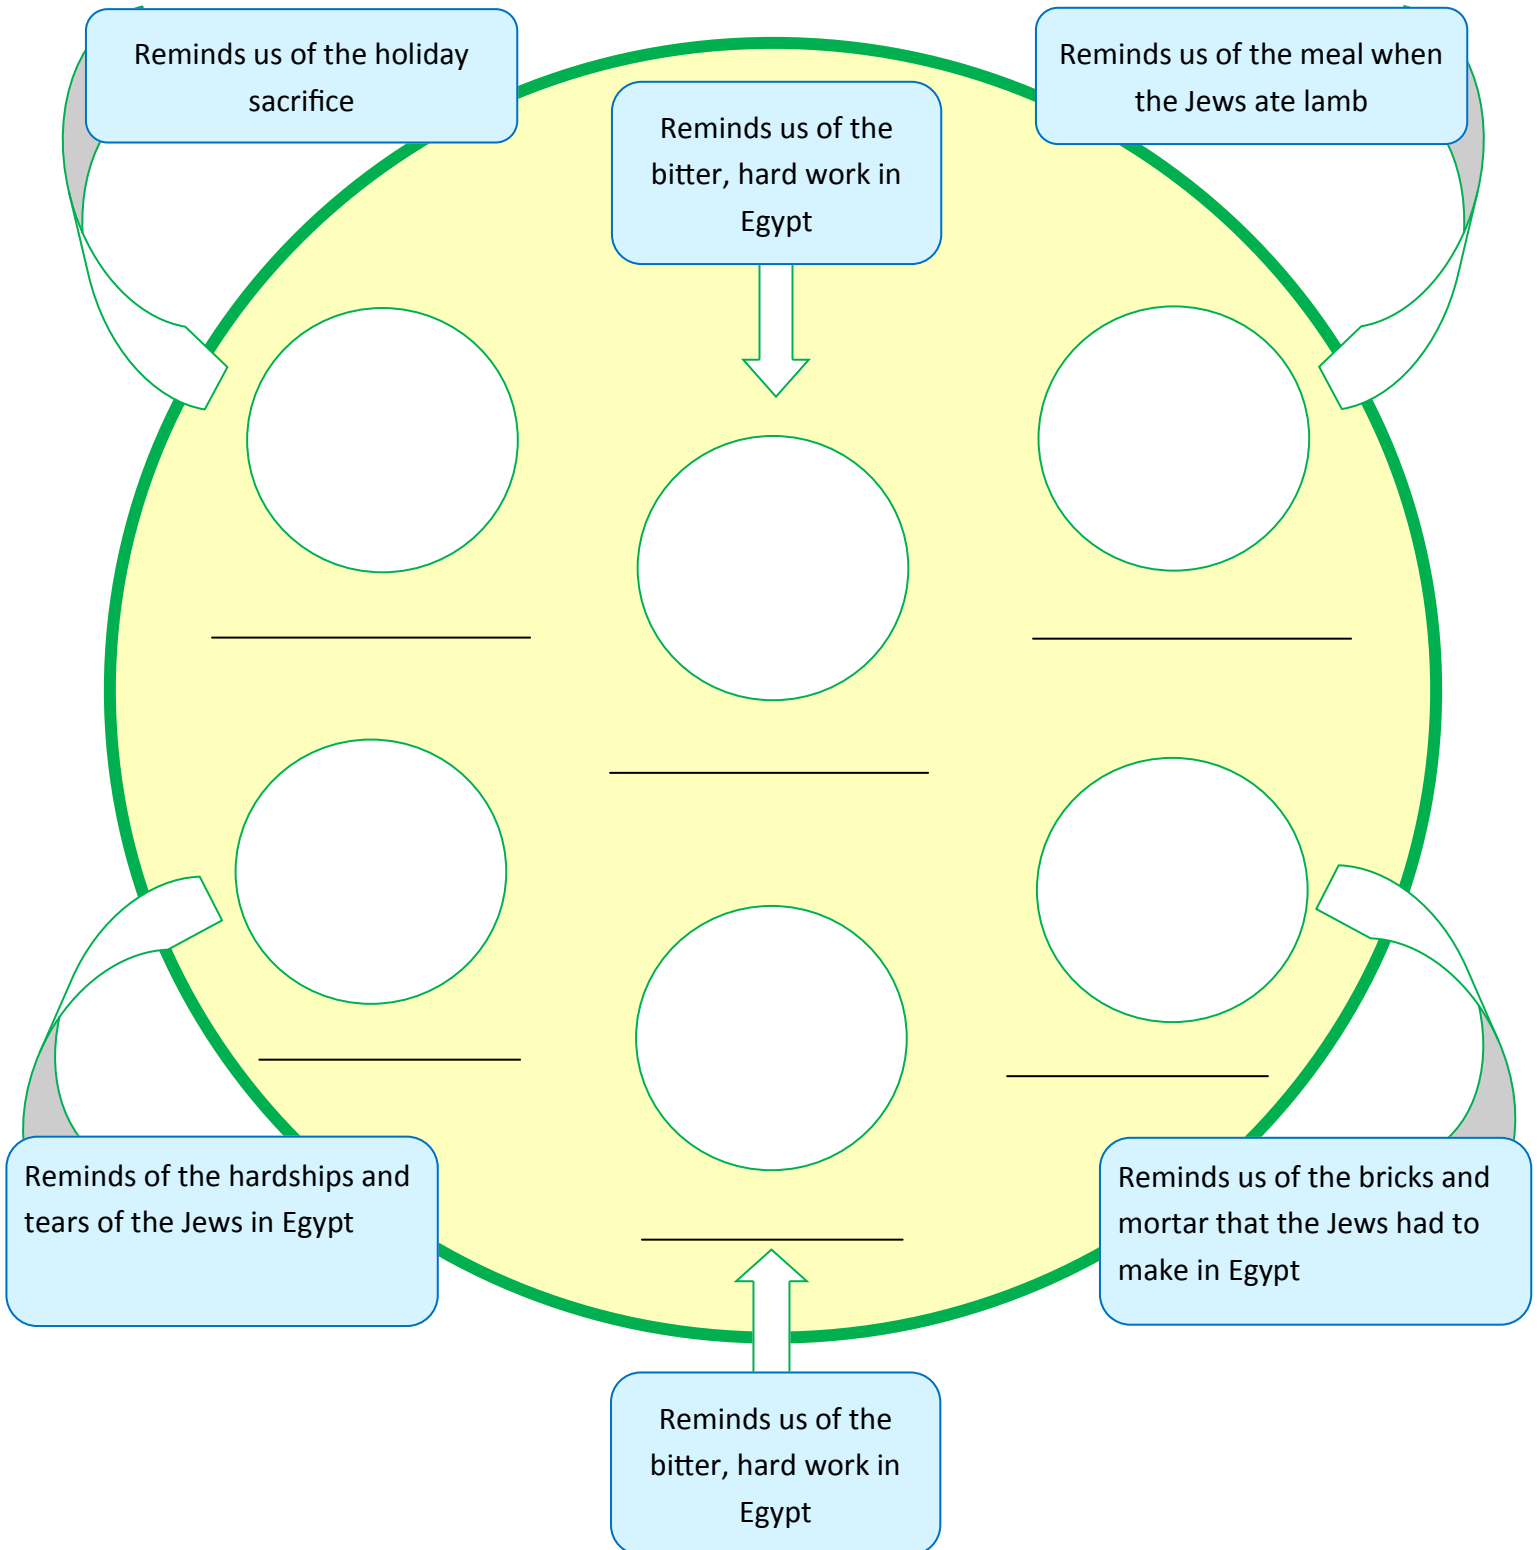 Reminds us of the holiday
sacrifice
Reminds us of the meal when
the Jews ate lamb
Reminds us of the
bitter, hard work in
Egypt
Reminds of the hardships and
tears of the Jews in Egypt
Reminds us of the bricks and
mortar that the Jews had to
make in Egypt
Reminds us of the
bitter, hard work in
Egypt